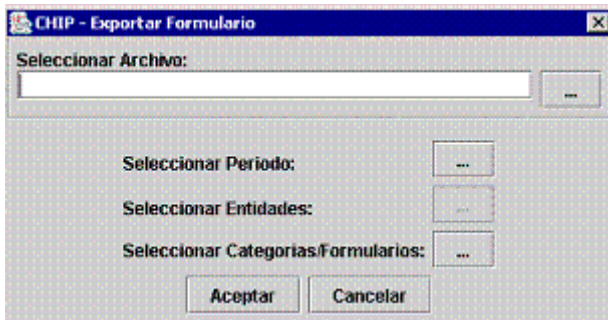 CHIP - Exportar Formulario
Seleccionar Archivo:
...
Seleccionar Periodo: ...
Seleccionar Entidades: ...
Seleccionar Categorias/Formularios: ...
Aceptar Cancelar